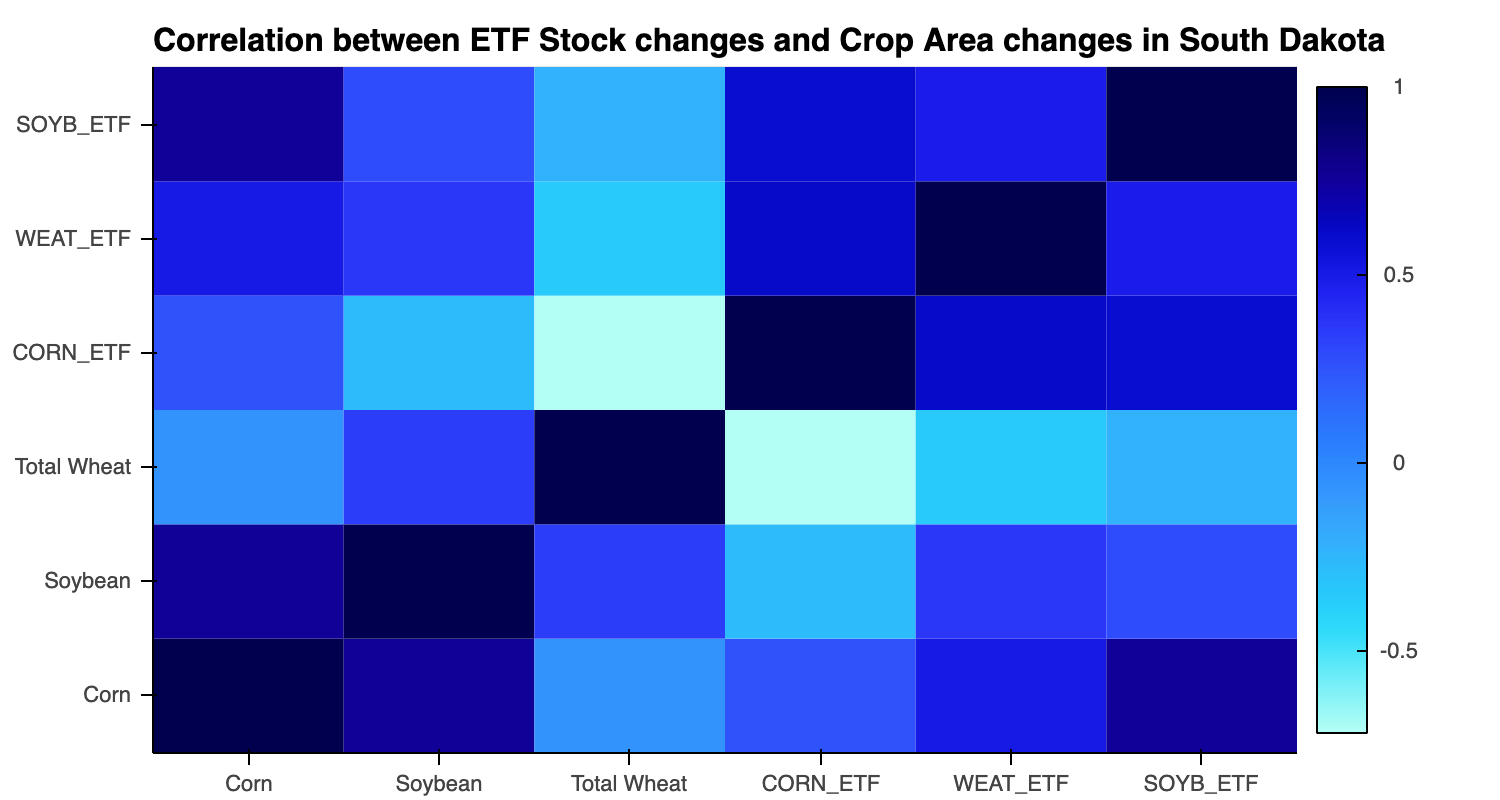 Correlation between ETF Stock changes and Crop Area changes in South Dakota
SOYB_ETF
WEAT_ETF
CORN_ETF
Total Wheat
Soybean
Corn
Corn
Soybean
Total Wheat
CORN_ETF
WEAT_ETF
SOYB_ETF
1
0.5
0
-0.5